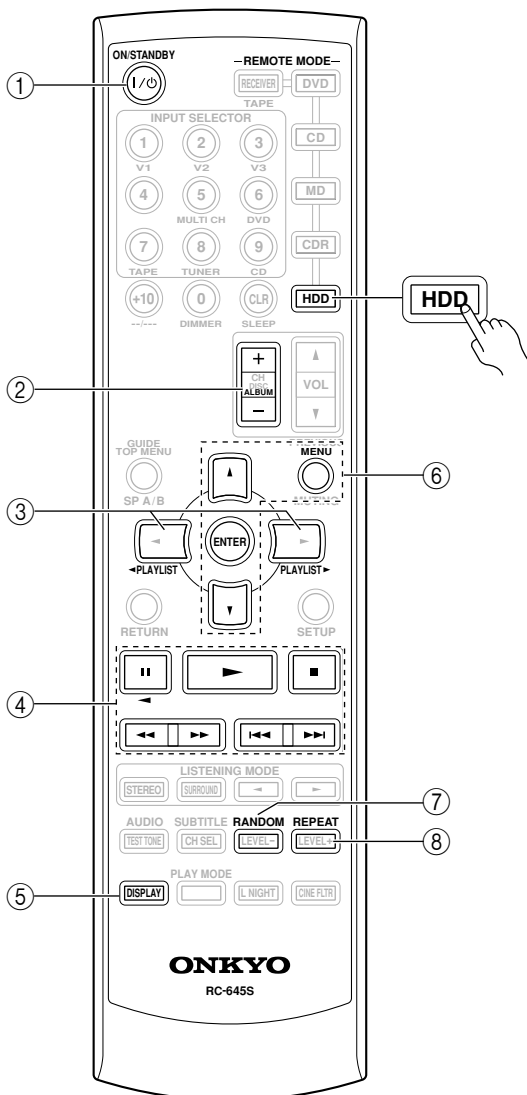 ON/STANDBY
I/⏻
REMOTE MODE
RECEIVER
DVD
TAPE
INPUT SELECTOR
1
2
3
V1
V2
V3
CD
4
5
6
MULTI CH
DVD
MD
7
8
9
TAPE
TUNER
CD
CDR
+10
0
CLR
--/---
DIMMER
SLEEP
HDD
HDD
1
2
+
CH
DISC
ALBUM
-
VOL
GUIDE
TOP MENU
MENU
SP A/B
MUTING
6
3
ENTER
◄PLAYLIST
PLAYLIST►
RETURN
SETUP
4
LISTENING MODE
STEREO
SURROUND
7
AUDIO
SUBTITLE
RANDOM
REPEAT
TEST TONE
CH SEL
LEVEL-
LEVEL+
8
PLAY MODE
5
DISPLAY
L NIGHT
CINE FLTR
ONKYO
RC-645S